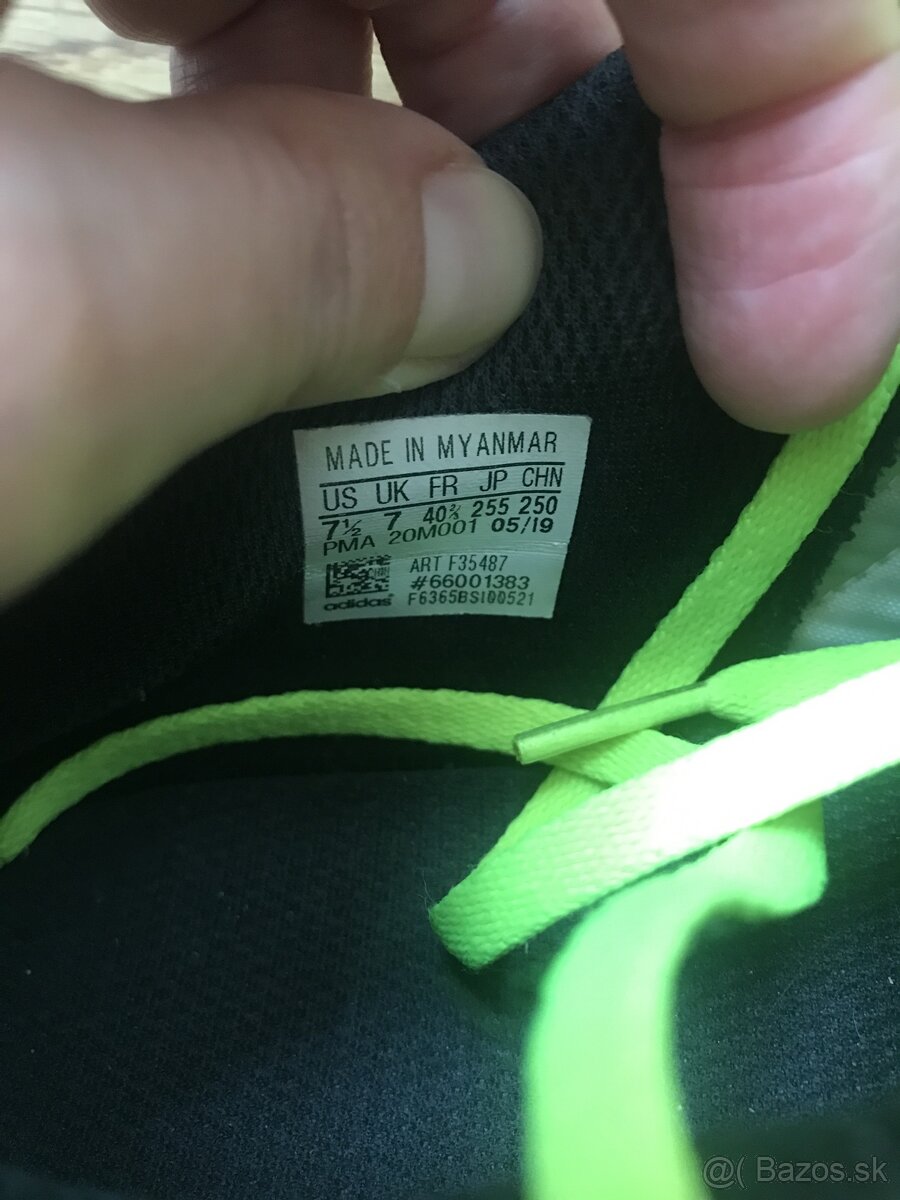 MADE IN MYANMAR
US UK FR JP CHN
7½ 7 40⅔ 255 250
PMA 20M001 05/19
ART F35487
#66001383
adidas F6365BSI00521
@( Bazos.sk